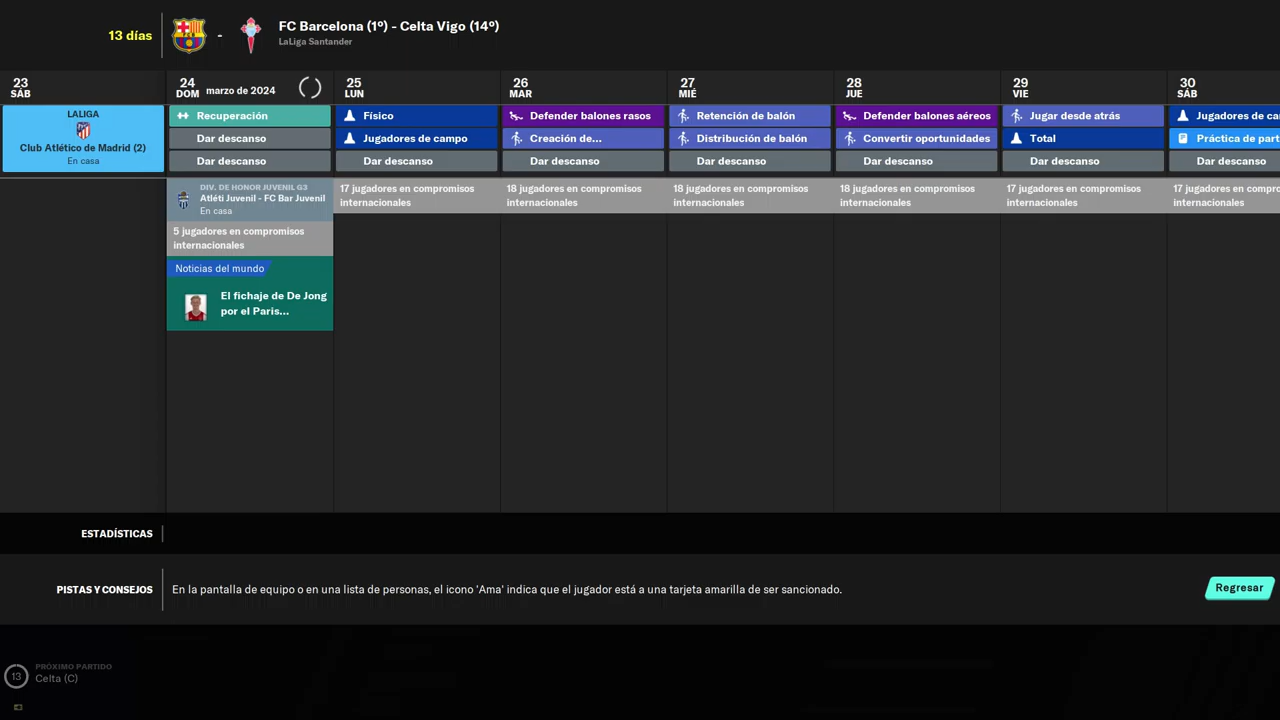 13 días
-
FC Barcelona (1º) - Celta Vigo (14º)
LaLiga Santander
23
SÁB
24
DOM
marzo de 2024
25
LUN
26
MAR
27
MIÉ
28
JUE
29
VIE
30
SÁB
LALIGA
Club Atlético de Madrid (2)
En casa
Recuperación
Dar descanso
Dar descanso
Físico
Jugadores de campo
Dar descanso
Defender balones rasos
Creación de...
Dar descanso
Retención de balón
Distribución de balón
Dar descanso
Defender balones aéreos
Convertir oportunidades
Dar descanso
Jugar desde atrás
Total
Dar descanso
Jugadores de ca
Práctica de part
Dar descanso
DIV. DE HONOR JUVENIL G3
Atléti Juvenil - FC Bar Juvenil
En casa
5 jugadores en compromisos
internacionales
Noticias del mundo
El fichaje de De Jong
por el Paris...
17 jugadores en compromisos
internacionales
18 jugadores en compromisos
internacionales
18 jugadores en compromisos
internacionales
18 jugadores en compromisos
internacionales
17 jugadores en compromisos
internacionales
17 jugadores en compro
internacionales
ESTADÍSTICAS
PISTAS Y CONSEJOS
En la pantalla de equipo o en una lista de personas, el icono 'Ama' indica que el jugador está a una tarjeta amarilla de ser sancionado.
Regresar
13
PRÓXIMO PARTIDO
Celta (C)